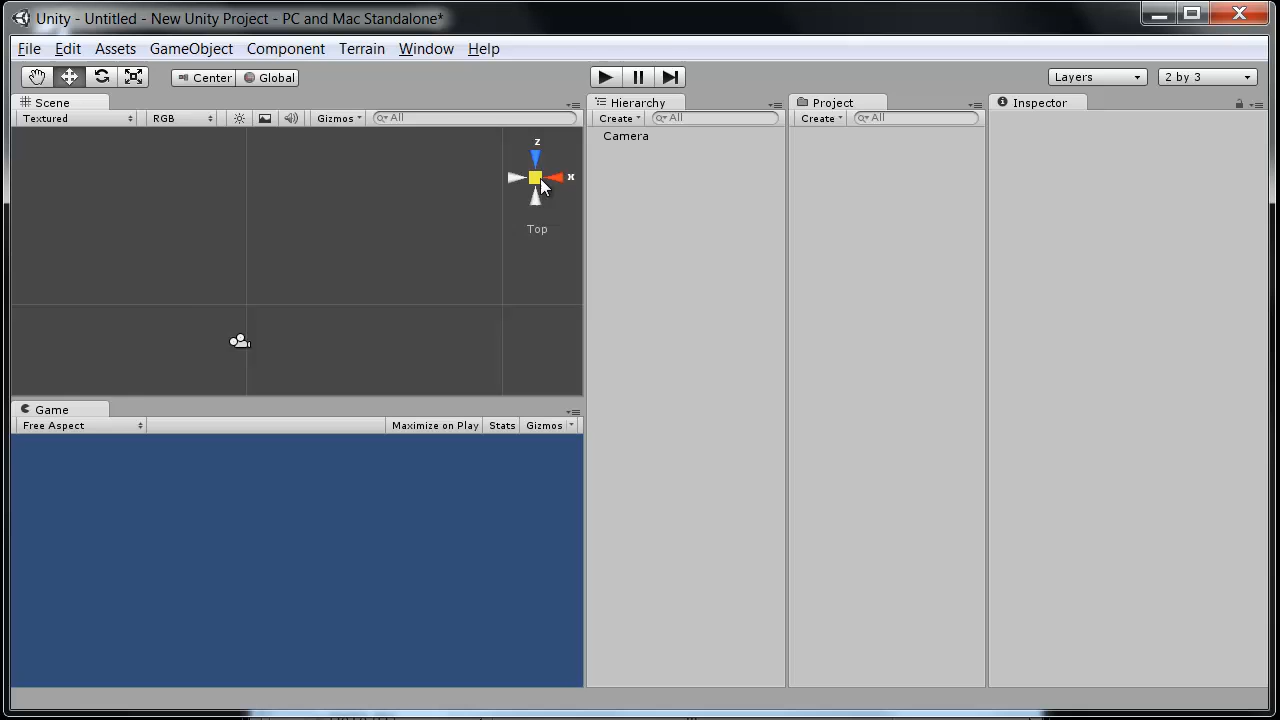 Unity - Untitled - New Unity Project - PC and Mac Standalone*
File Edit Assets GameObject Component Terrain Window Help
Center Global Layers 2 by 3
Scene Hierarchy Project Inspector
Textured RGB Gizmos All Create All Create All
Camera
z
x
Top
Game
Free Aspect Maximize on Play Stats Gizmos